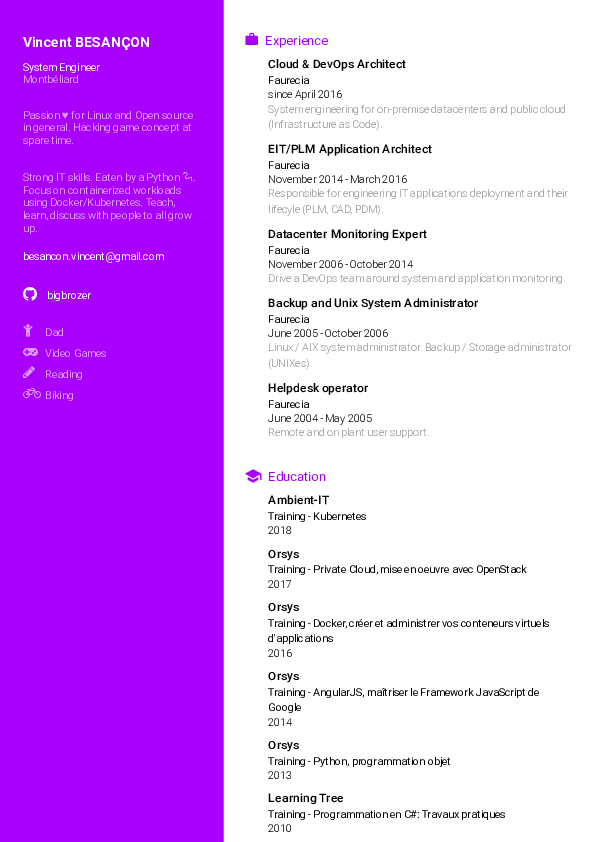 Vincent BESANÇON
System Engineer
Montbéliard
Passion ♥ for Linux and Open source
in general. Hacking game concept at
spare time.
Strong IT skills. Eaten by a Python 🐍.
Focus on containerized workloads
using Docker/Kubernetes. Teach,
learn, discuss with people to all grow
up.
besancon.vincent@gmail.com
bigbrozer
Dad
Video Games
Reading
Biking
Experience
Cloud & DevOps Architect
Faurecia
since April 2016
System engineering for on-premise datacenters and public cloud
(Infrastructure as Code).
EIT/PLM Application Architect
Faurecia
November 2014 - March 2016
Responsible for engineering IT applications deployment and their
lifecyle (PLM, CAD, PDM).
Datacenter Monitoring Expert
Faurecia
November 2006 - October 2014
Drive a DevOps team around system and application monitoring.
Backup and Unix System Administrator
Faurecia
June 2005 - October 2006
Linux / AIX system administrator. Backup / Storage administrator
(UNIXes).
Helpdesk operator
Faurecia
June 2004 - May 2005
Remote and on plant user support.
Education
Ambient-IT
Training - Kubernetes
2018
Orsys
Training - Private Cloud, mise en oeuvre avec OpenStack
2017
Orsys
Training - Docker, créer et administrer vos conteneurs virtuels
d'applications
2016
Orsys
Training - AngularJS, maîtriser le Framework JavaScript de
Google
2014
Orsys
Training - Python, programmation objet
2013
Learning Tree
Training - Programmation en C# : Travaux pratiques
2010